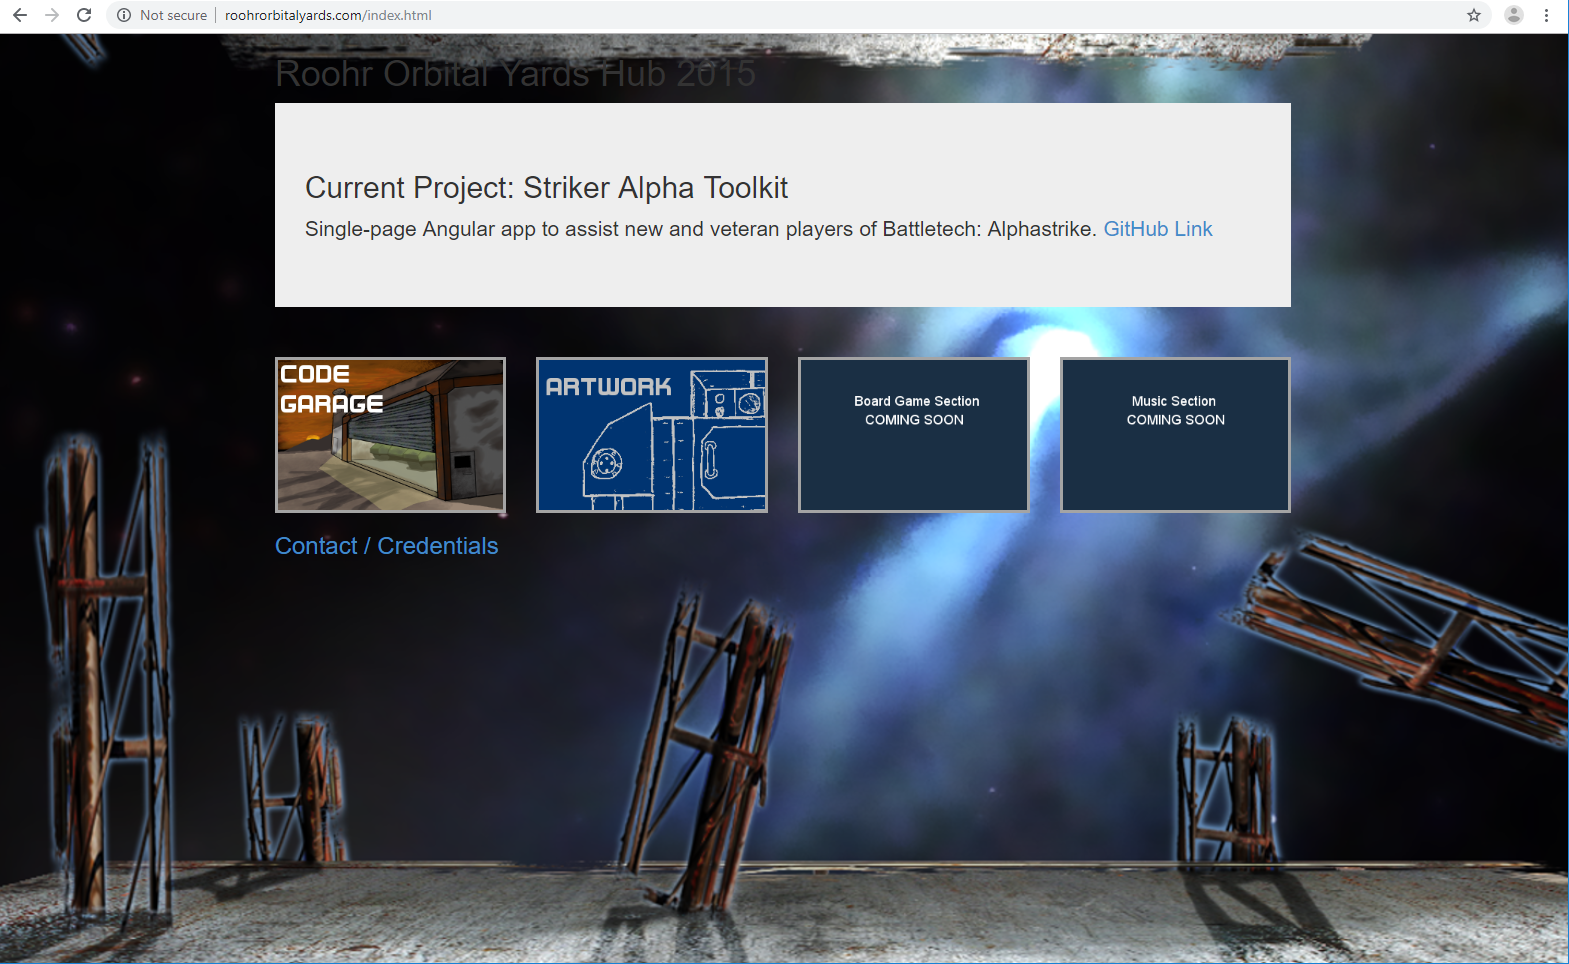 Not secure | roohrorbitalyards.com/index.html
Roohr Orbital Yards Hub 2015
Current Project: Striker Alpha Toolkit
Single-page Angular app to assist new and veteran players of Battletech: Alphastrike. GitHub Link
CODE
GARAGE
ARTWORK
Board Game Section
COMING SOON
Music Section
COMING SOON
Contact / Credentials